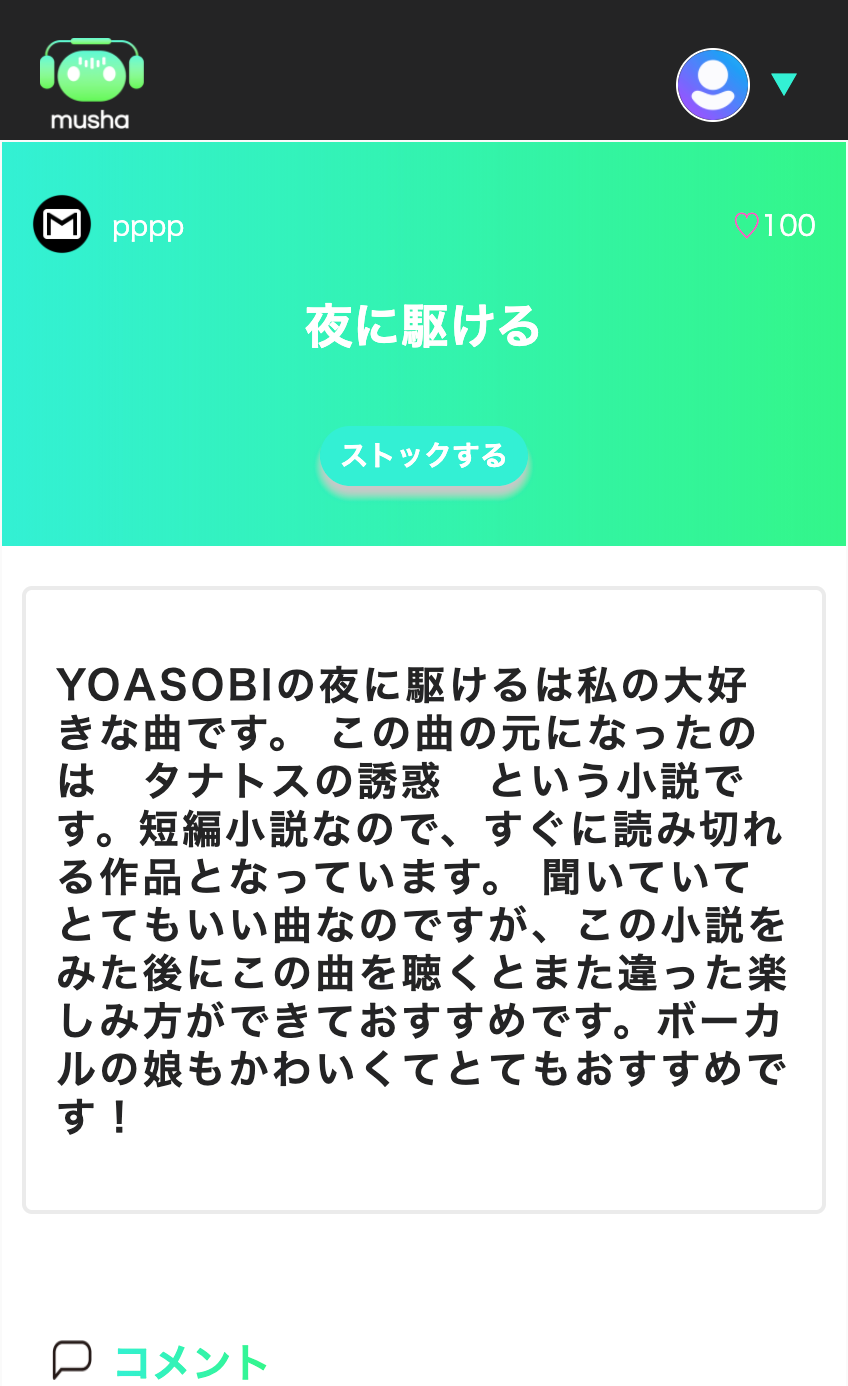 musha
▼
pppp
♡100
夜に駆ける
ストックする
YOASOBIの夜に駆けるは私の大好
きな曲です。 この曲の元になったの
は　タナトスの誘惑　という小説で
す。短編小説なので、すぐに読み切れ
る作品となっています。 聞いていて
とてもいい曲なのですが、この小説を
みた後にこの曲を聴くとまた違った楽
しみ方ができておすすめです。ボーカ
ルの娘もかわいくてとてもおすすめで
す！
コメント